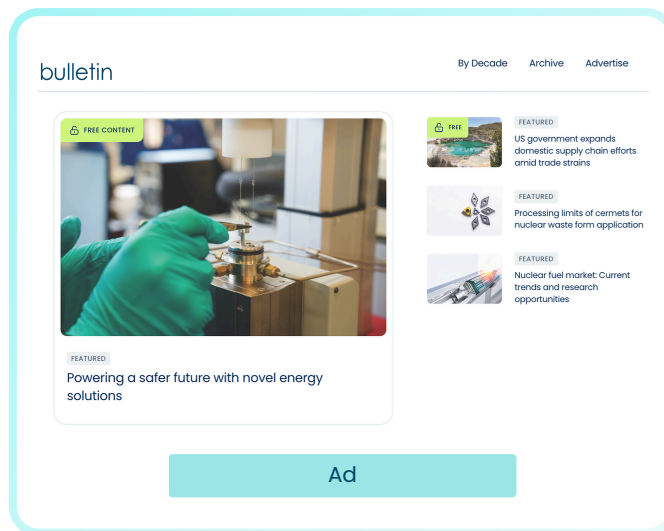 bulletin
By Decade Archive Advertise
FREE CONTENT
FEATURED
Powering a safer future with novel energy
solutions
FREE
FEATURED
US government expands
domestic supply chain efforts
amid trade strains
FEATURED
Processing limits of cermets for
nuclear waste form application
FEATURED
Nuclear fuel market: Current
trends and research
opportunities
Ad